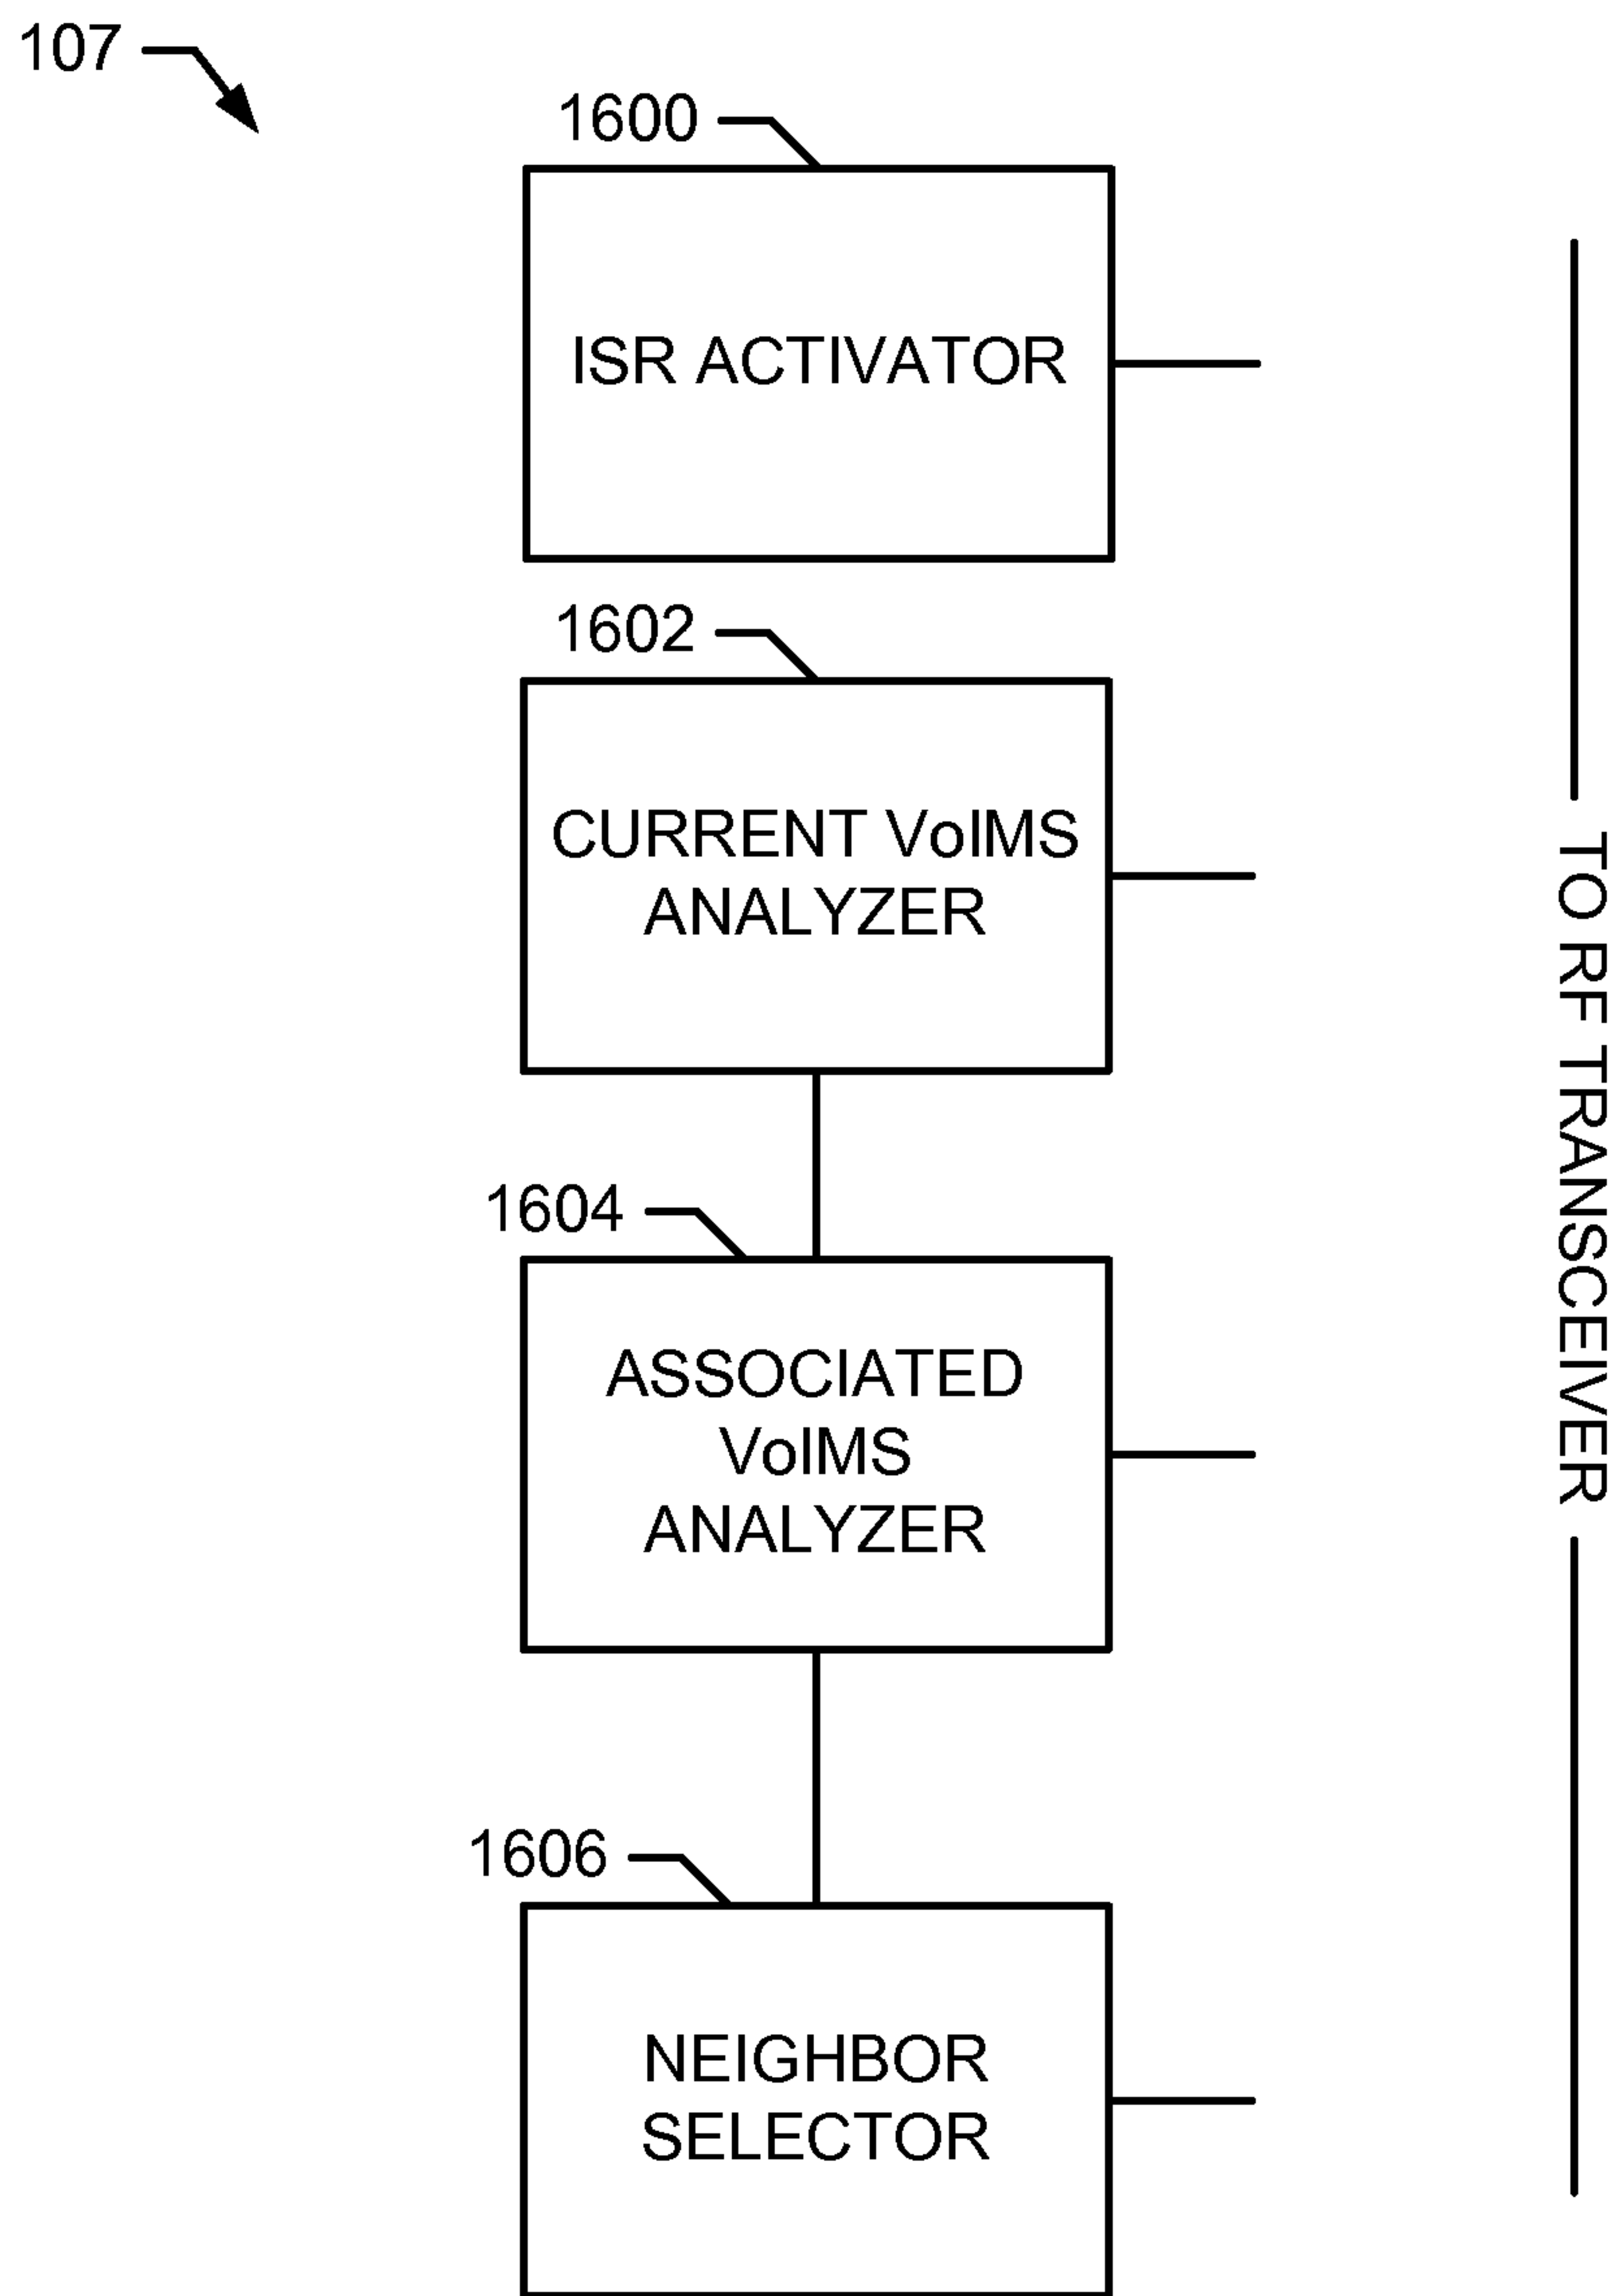 107
1600
ISR ACTIVATOR
1602
CURRENT VoIMS
ANALYZER
1604
ASSOCIATED
VoIMS
ANALYZER
1606
NEIGHBOR
SELECTOR
TO RF TRANSCEIVER